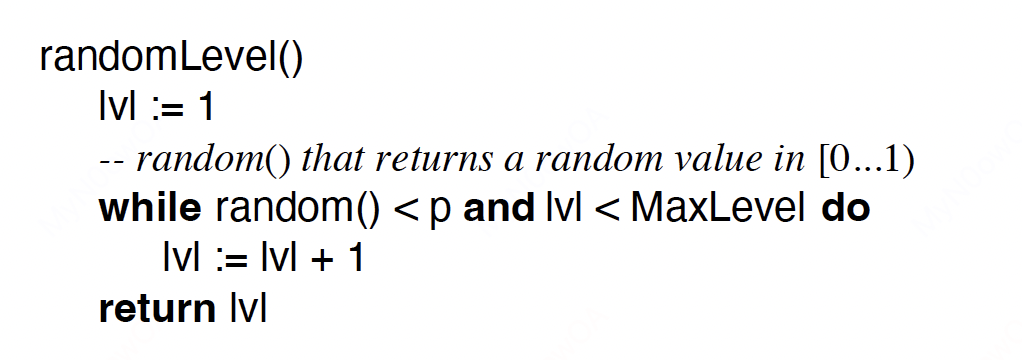 randomLevel()
lvl := 1
-- random() that returns a random value in [0...1)
while random() < p and lvl < MaxLevel do
lvl := lvl + 1
return lvl